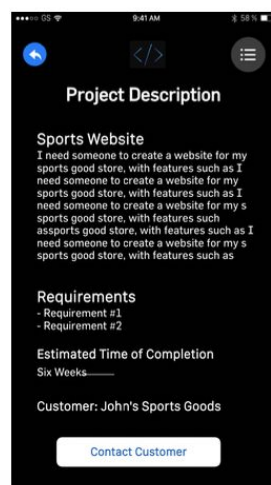 GS 9:41 AM 58%
</>
Project Description
Sports Website
I need someone to create a website for my
sports good store, with features such as I
need someone to create a website for my
sports good store, with features such as I
need someone to create a website for my s
sports good store, with features such
assports good store, with features such as I
need someone to create a website for my s
sports good store, with features such as
Requirements
- Requirement #1
- Requirement #2
Estimated Time of Completion
Six Weeks
Customer: John's Sports Goods
Contact Customer